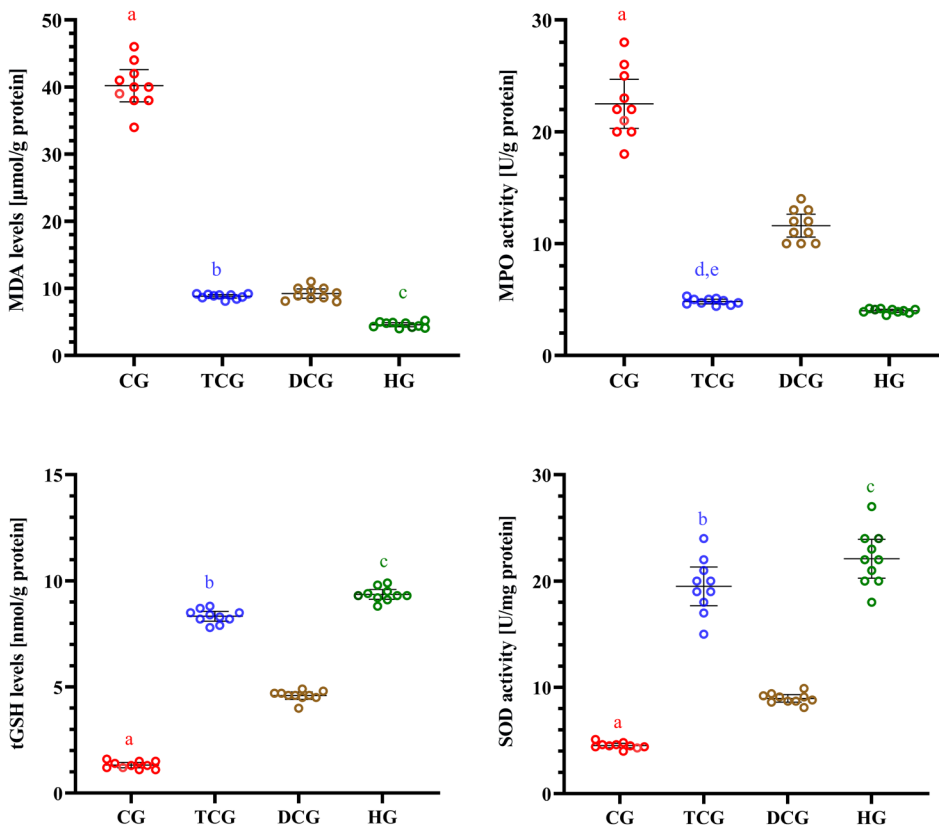 MDA levels [µmol/g protein]
50
40
30
20
10
0
a
b
c
CG TCG DCG HG
MPO activity [U/g protein]
30
20
10
0
a
d,e
CG TCG DCG HG
tGSH levels [nmol/g protein]
15
10
5
0
a
b
c
CG TCG DCG HG
SOD activity [U/mg protein]
30
20
10
0
a
b
c
CG TCG DCG HG